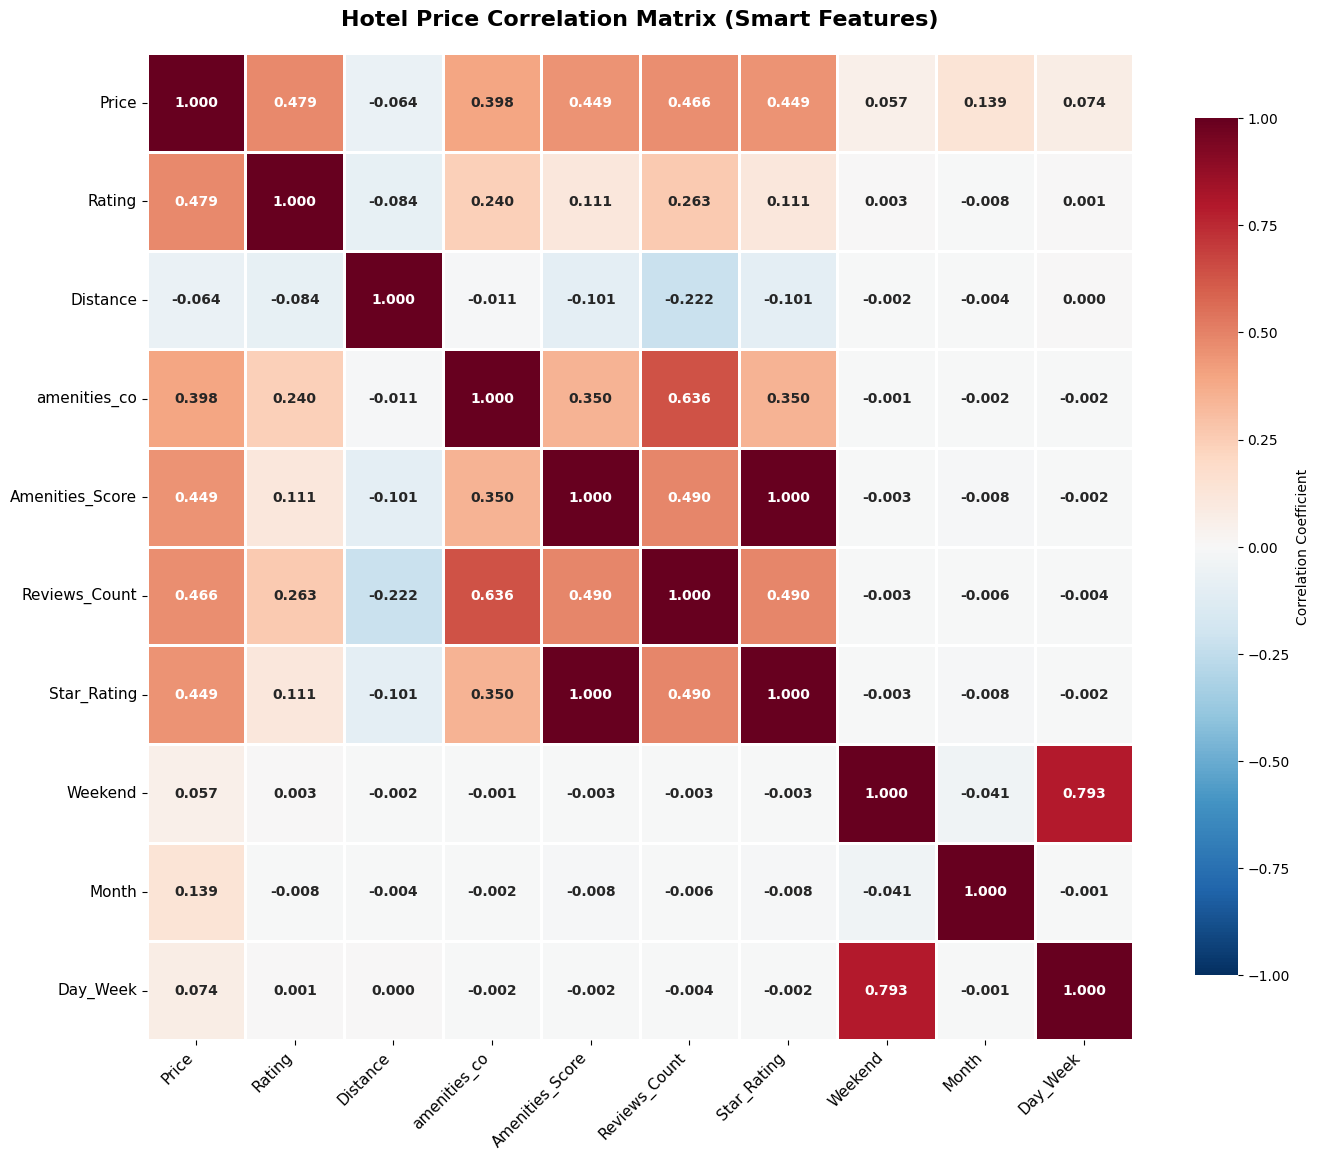 Hotel Price Correlation Matrix (Smart Features)
Price 1.000 0.479 -0.064 0.398 0.449 0.466 0.449 0.057 0.139 0.074
Rating 0.479 1.000 -0.084 0.240 0.111 0.263 0.111 0.003 -0.008 0.001
Distance -0.064 -0.084 1.000 -0.011 -0.101 -0.222 -0.101 -0.002 -0.004 0.000
amenities_co 0.398 0.240 -0.011 1.000 0.350 0.636 0.350 -0.001 -0.002 -0.002
Amenities_Score 0.449 0.111 -0.101 0.350 1.000 0.490 1.000 -0.003 -0.008 -0.002
Reviews_Count 0.466 0.263 -0.222 0.636 0.490 1.000 0.490 -0.003 -0.006 -0.004
Star_Rating 0.449 0.111 -0.101 0.350 1.000 0.490 1.000 -0.003 -0.008 -0.002
Weekend 0.057 0.003 -0.002 -0.001 -0.003 -0.003 -0.003 1.000 -0.041 0.793
Month 0.139 -0.008 -0.004 -0.002 -0.008 -0.006 -0.008 -0.041 1.000 -0.001
Day_Week 0.074 0.001 0.000 -0.002 -0.002 -0.004 -0.002 0.793 -0.001 1.000
Price Rating Distance amenities_co Amenities_Score Reviews_Count Star_Rating Weekend Month Day_Week
1.00
0.75
0.50
0.25
0.00
−0.25
−0.50
−0.75
−1.00
Correlation Coefficient